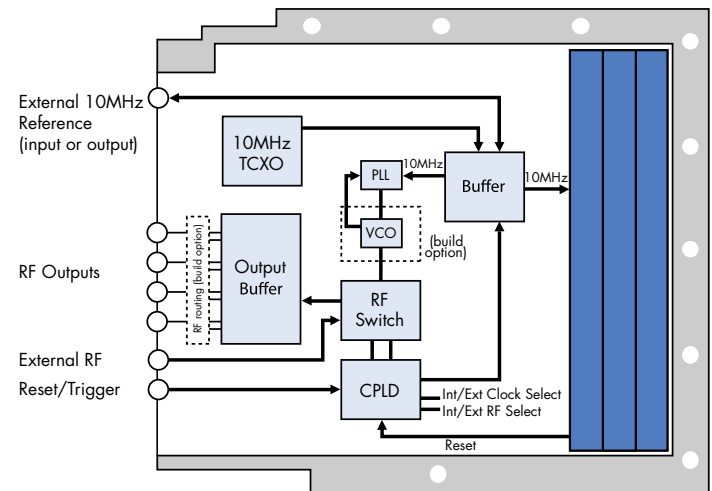 External 10MHz
Reference
(input or output)
10MHz
TCXO
PLL
10MHz
Buffer
10MHz
VCO
(build
option)
RF Outputs
RF routing (build option)
Output
Buffer
RF
Switch
External RF
Reset/Trigger
CPLD
Int/Ext Clock Select
Int/Ext RF Select
Reset